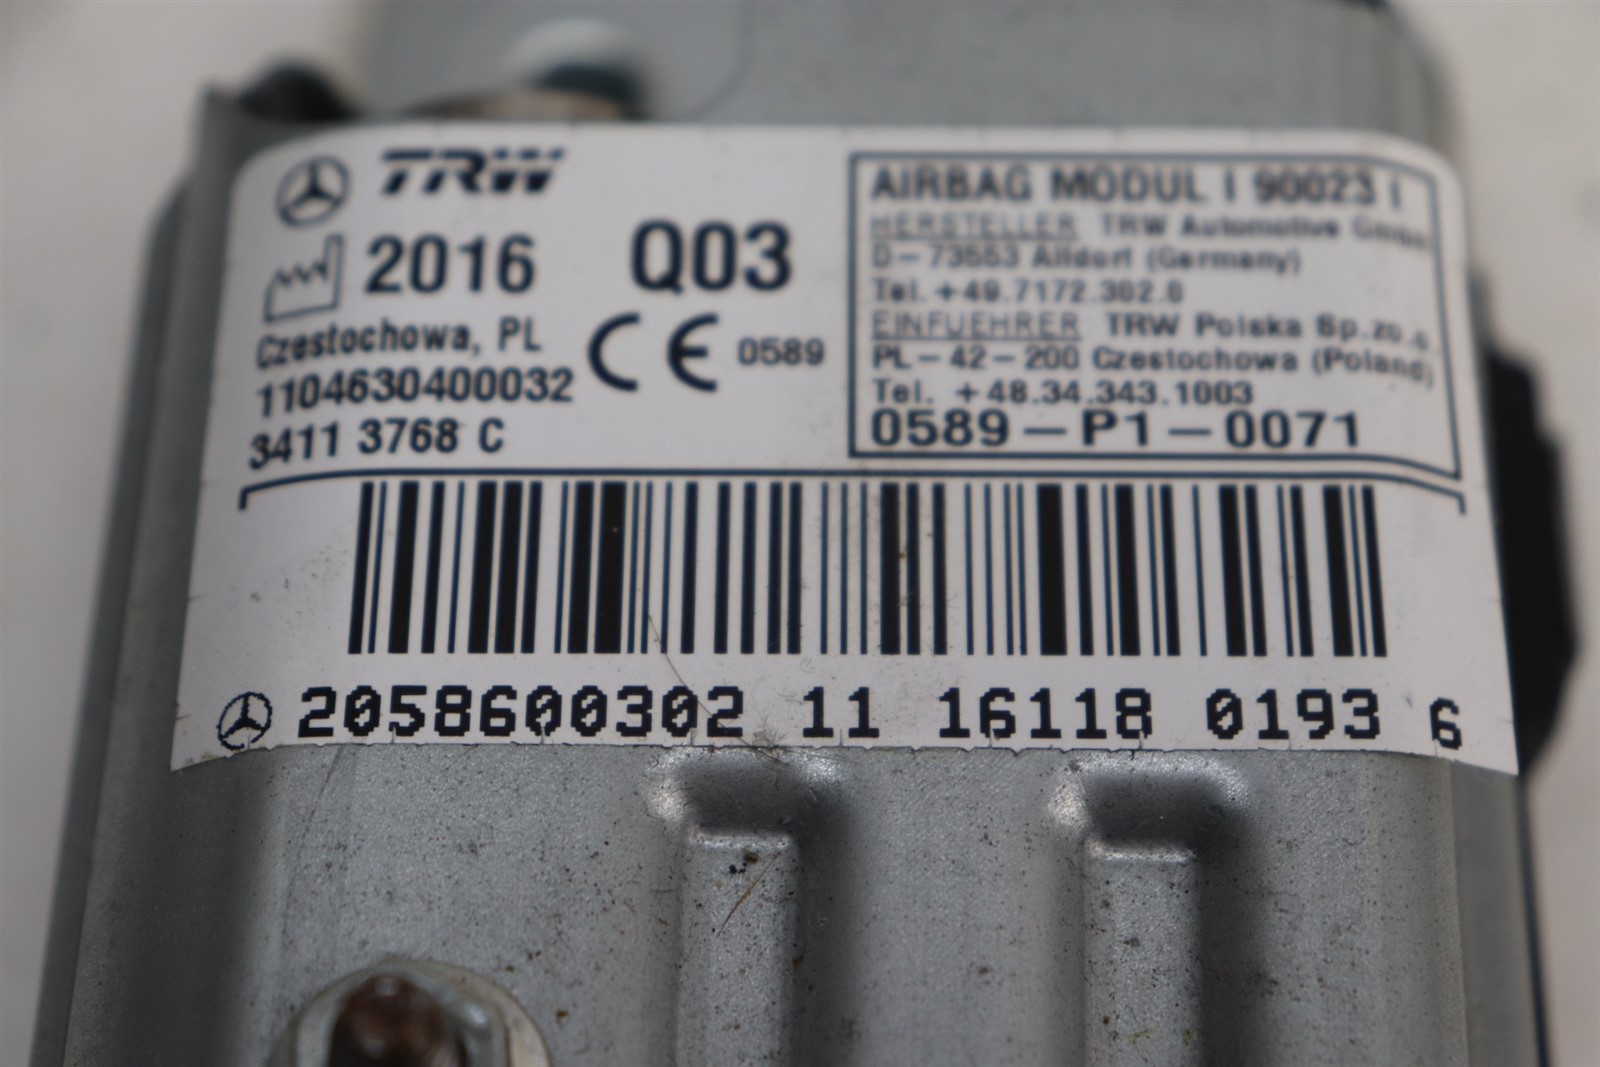 TRW
2016 Q03
Czestochowa, PL
CE 0589
1104630400032
3411 3768 C
AIRBAG MODUL I 90023 I
HERSTELLER TRW Automotive GmbH
D-73553 Alfdorf (Germany)
Tel. +49.7172.302.0
EINFUEHRER TRW Polska Sp.zo.o.
PL-42-200 Czestochowa (Poland)
Tel. +48.34.343.1003
0589-P1-0071
2058600302 11 16118 0193 6